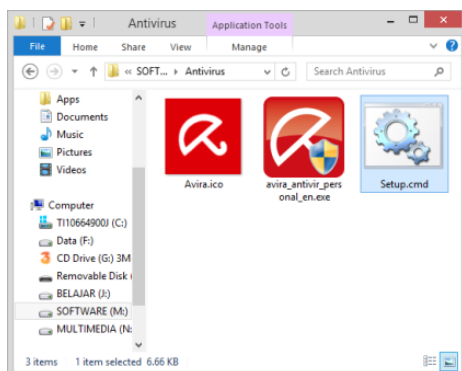 Antivirus
Application Tools
File Home Share View Manage
« SOFT... Antivirus
Search Antivirus
Apps
Documents
Music
Pictures
Videos
Computer
TI10664900J (C:)
Data (F:)
CD Drive (G:) 3M
Removable Disk (
BELAJAR (J:)
SOFTWARE (M:)
MULTIMEDIA (N:
Avira.ico
avira_antivir_pers
onal_en.exe
Setup.cmd
3 items 1 item selected 6.66 KB